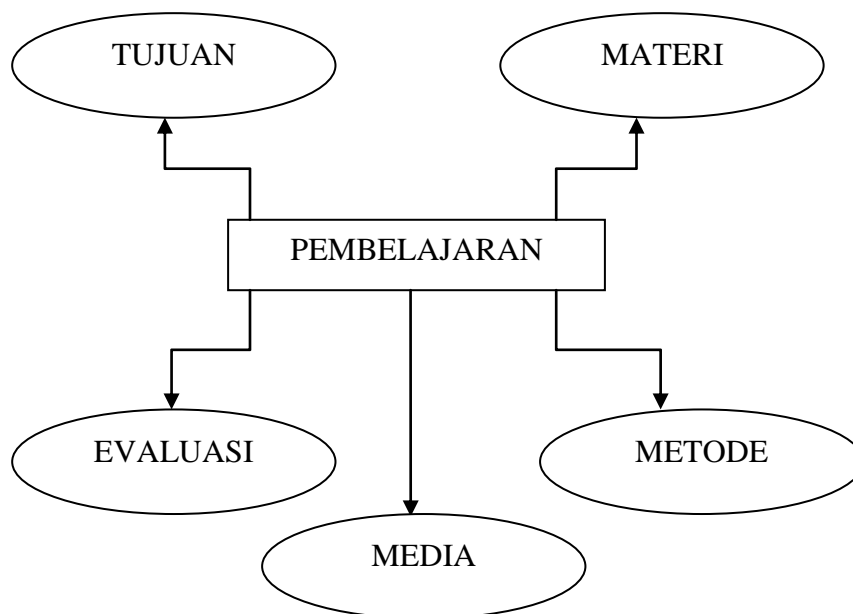 TUJUAN
MATERI
PEMBELAJARAN
EVALUASI
METODE
MEDIA